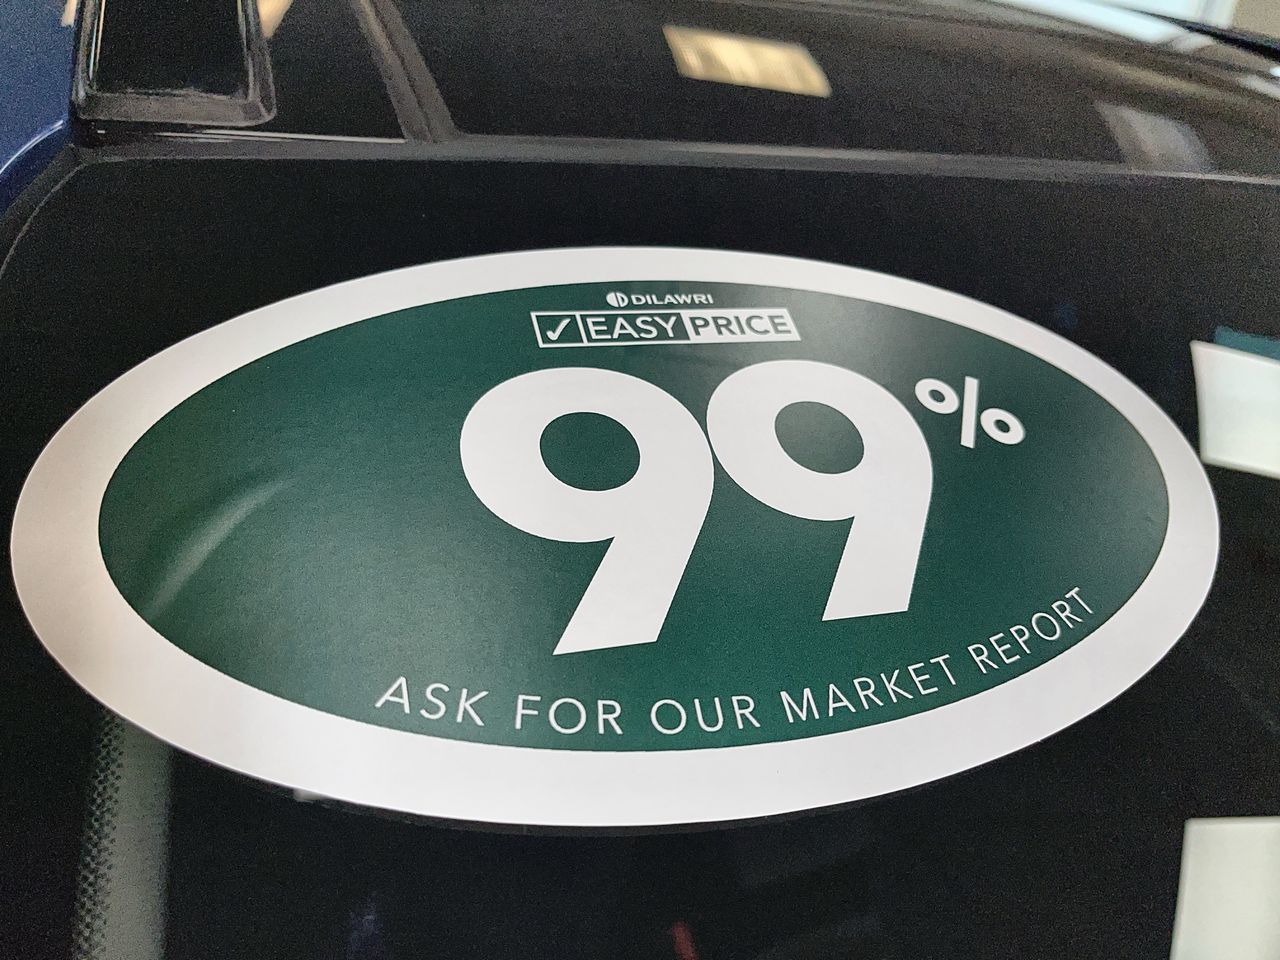 DILAWRI
✓ EASY PRICE
99%
ASK FOR OUR MARKET REPORT